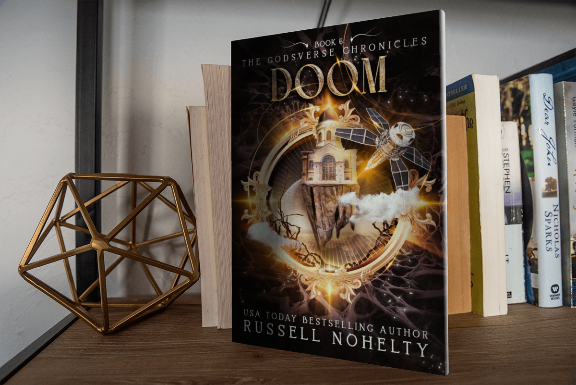 BOOK 6
THE GODSVERSE CHRONICLES
DOOM
USA TODAY BESTSELLING AUTHOR
RUSSELL NOHELTY
STEPHEN
Dear John
NICHOLAS
SPARKS